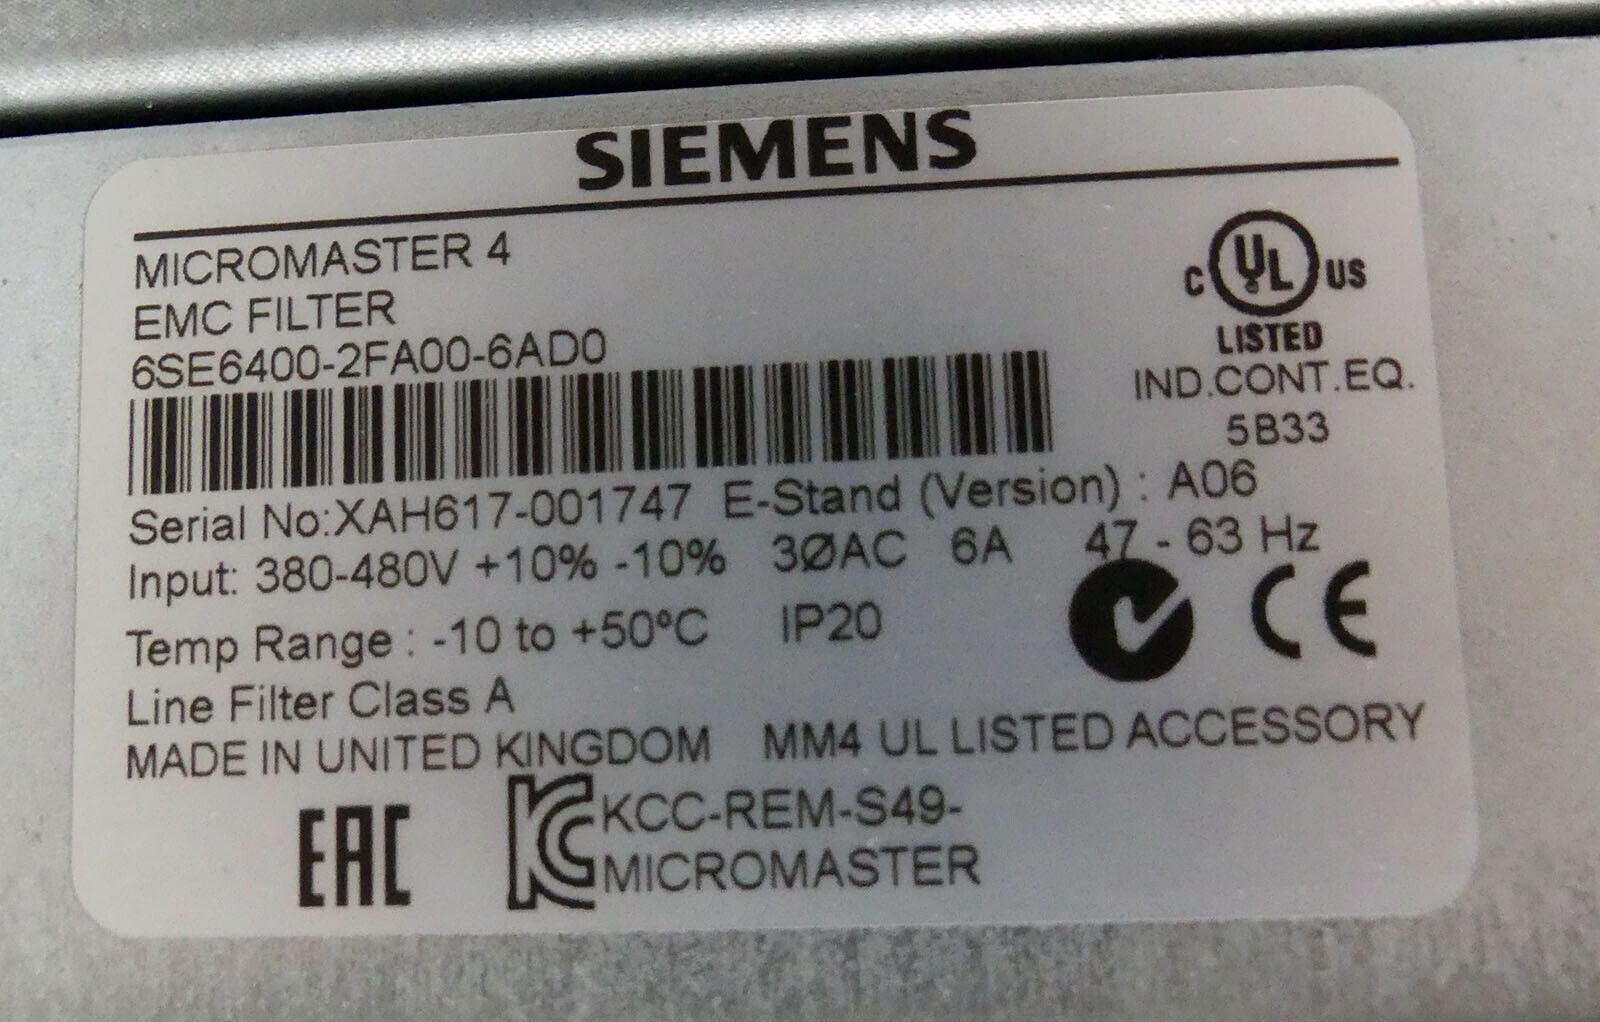 SIEMENS
MICROMASTER 4
EMC FILTER
6SE6400-2FA00-6AD0
C UL US
LISTED
IND.CONT.EQ.
5B33
Serial No:XAH617-001747 E-Stand (Version) : A06
Input: 380-480V +10% -10% 3ØAC 6A 47 - 63 Hz
Temp Range : -10 to +50ºC IP20
CE
Line Filter Class A
MADE IN UNITED KINGDOM MM4 UL LISTED ACCESSORY
EAC
KC KCC-REM-S49-
MICROMASTER